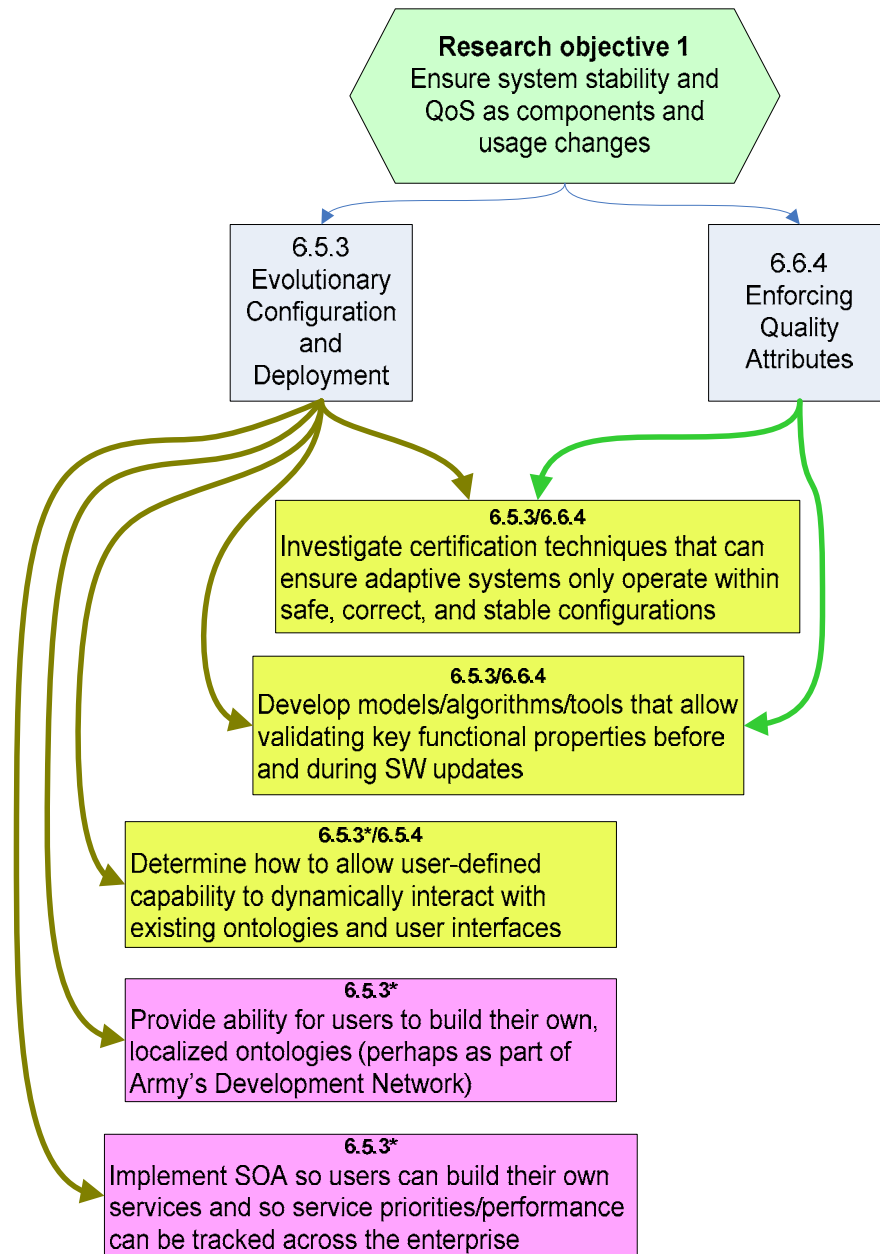 Research objective 1
Ensure system stability and
QoS as components and
usage changes
6.5.3
Evolutionary
Configuration
and
Deployment
6.6.4
Enforcing
Quality
Attributes
6.5.3/6.6.4
Investigate certification techniques that can
ensure adaptive systems only operate within
safe, correct, and stable configurations
6.5.3/6.6.4
Develop models/algorithms/tools that allow
validating key functional properties before
and during SW updates
6.5.3*/6.5.4
Determine how to allow user-defined
capability to dynamically interact with
existing ontologies and user interfaces
6.5.3*
Provide ability for users to build their own,
localized ontologies (perhaps as part of
Army's Development Network)
6.5.3*
Implement SOA so users can build their own
services and so service priorities/performance
can be tracked across the enterprise